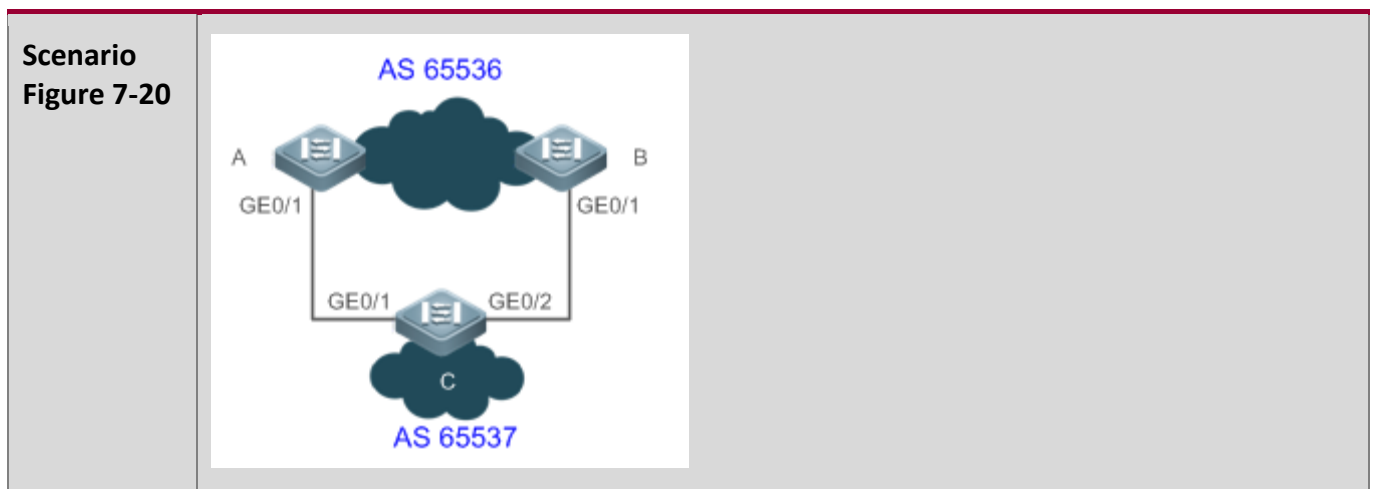 Scenario
Figure 7-20
AS 65536
A
B
GE0/1
GE0/1
GE0/1
GE0/2
C
AS 65537